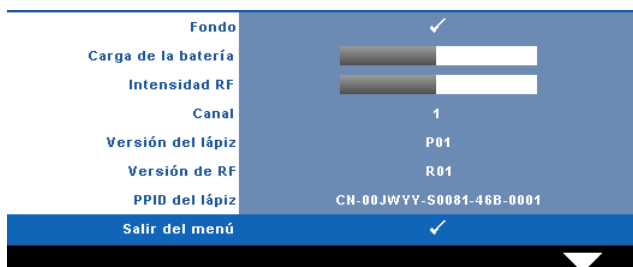 Fondo ✓
Carga de la batería
Intensidad RF
Canal 1
Versión del lápiz P01
Versión de RF R01
PPID del lápiz CN-00JWYY-S0081-46B-0001
Salir del menú ✓